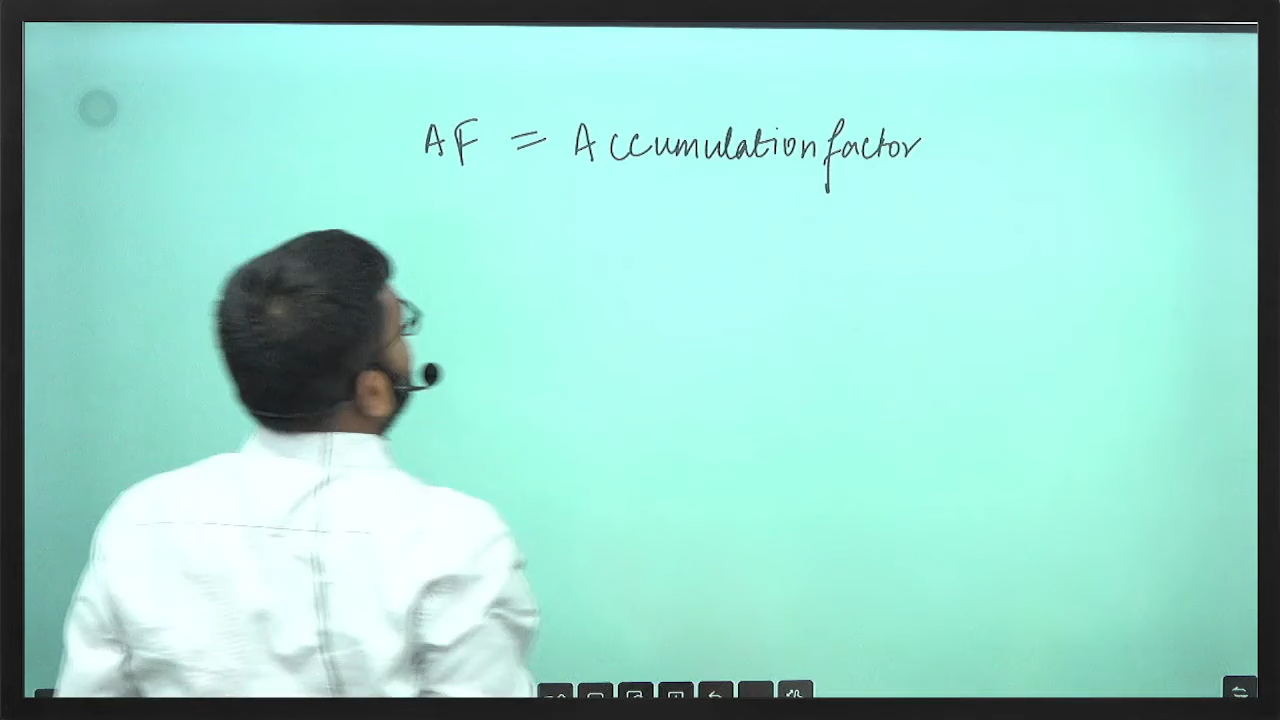 AF = Accumulation factor